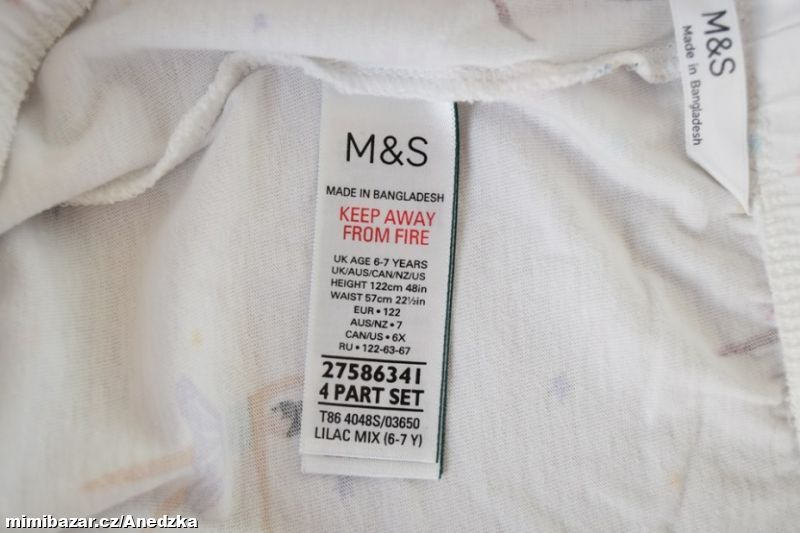 M&S
Made in Bangladesh
M&S
MADE IN BANGLADESH
KEEP AWAY
FROM FIRE
UK AGE 6-7 YEARS
UK/AUS/CAN/NZ/US
HEIGHT 122cm 48in
WAIST 57cm 22½in
EUR • 122
AUS/NZ • 7
CAN/US • 6X
RU • 122-63-67
27586341
4 PART SET
T86 4048S/03650
LILAC MIX (6-7 Y)
mimibazar.cz/Anedzka